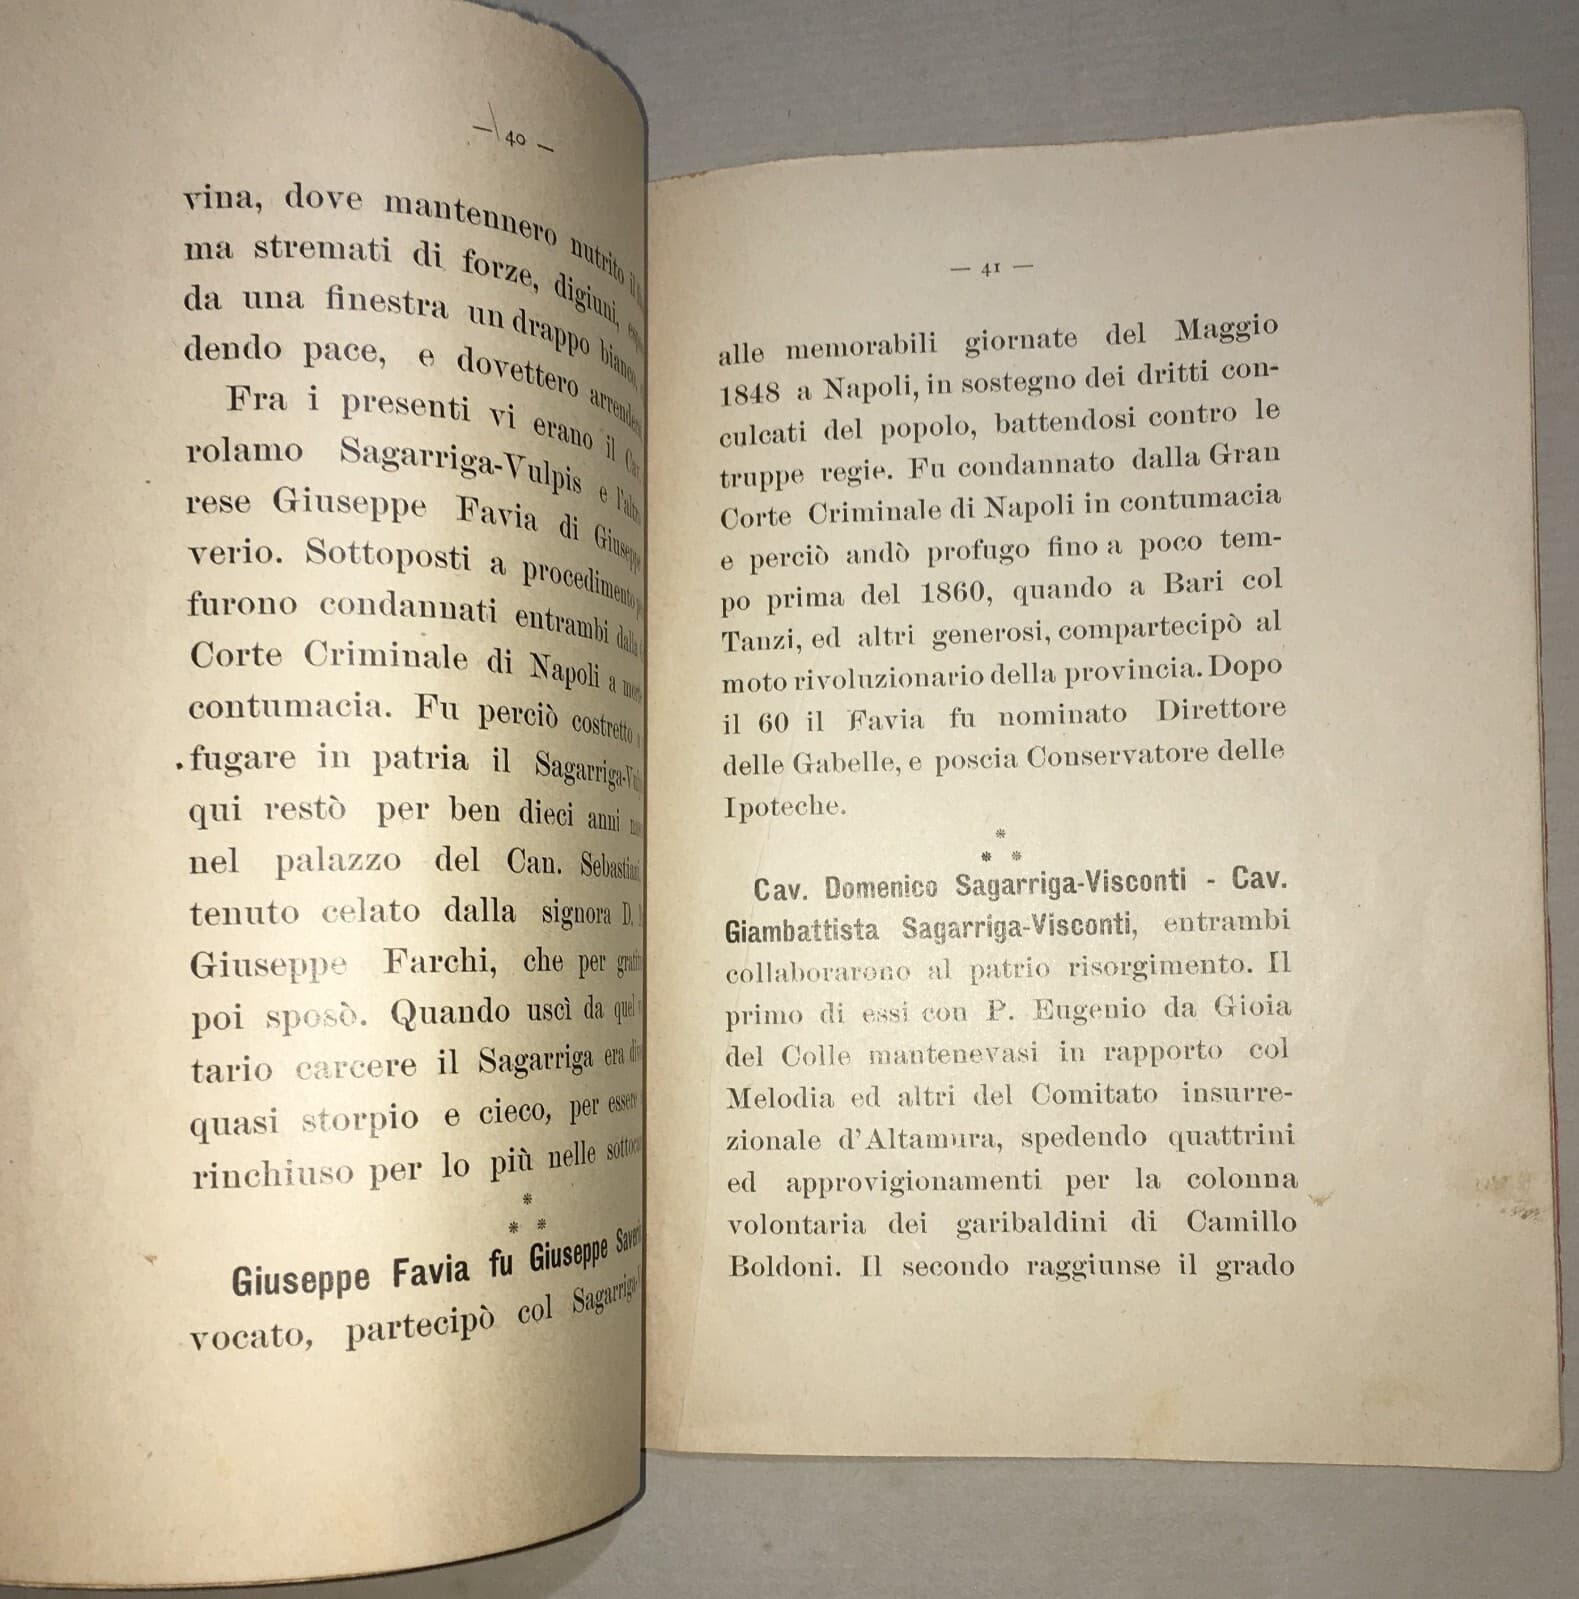 — 40 —
vina, dove mantennero nutrito il
ma stremati di forze, digiuni,
da una finestra un drappo bianco,
dendo pace, e dovettero
Fra i presenti vi erano il
rolamo Sagarriga-Vulpis e
rese Giuseppe Favia di
verio. Sottoposti a procedimento
furono condannati entrambi
Corte Criminale di Napoli a
contumacia. Fu perciò costretto
fugare in patria il
qui restò per ben dieci anni
nel palazzo del Can.
tenuto celato dalla signora D.
Giuseppe Farchi, che per
poi sposò. Quando uscì da quel
tario carcere il Sagarriga era
quasi storpio e cieco, per essere
rinchiuso per lo più nelle
* * *
Giuseppe Favia fu Giuseppe
vocato, partecipò col
— 41 —
alle memorabili giornate del Maggio
1848 a Napoli, in sostegno dei dritti con-
culcati del popolo, battendosi contro le
truppe regie. Fu condannato dalla Gran
Corte Criminale di Napoli in contumacia
e perciò andò profugo fino a poco tem-
po prima del 1860, quando a Bari col
Tanzi, ed altri generosi, compartecipò al
moto rivoluzionario della provincia. Dopo
il 60 il Favia fu nominato Direttore
delle Gabelle, e poscia Conservatore delle
Ipoteche.
* * *
Cav. Domenico Sagarriga-Visconti - Cav.
Giambattista Sagarriga-Visconti, entrambi
collaborarono al patrio risorgimento. Il
primo di essi con P. Eugenio da Gioia
del Colle mantenevasi in rapporto col
Melodia ed altri del Comitato insurre-
zionale d'Altamura, spedendo quattrini
ed approvigionamenti per la colonna
volontaria dei garibaldini di Camillo
Boldoni. Il secondo raggiunse il grado